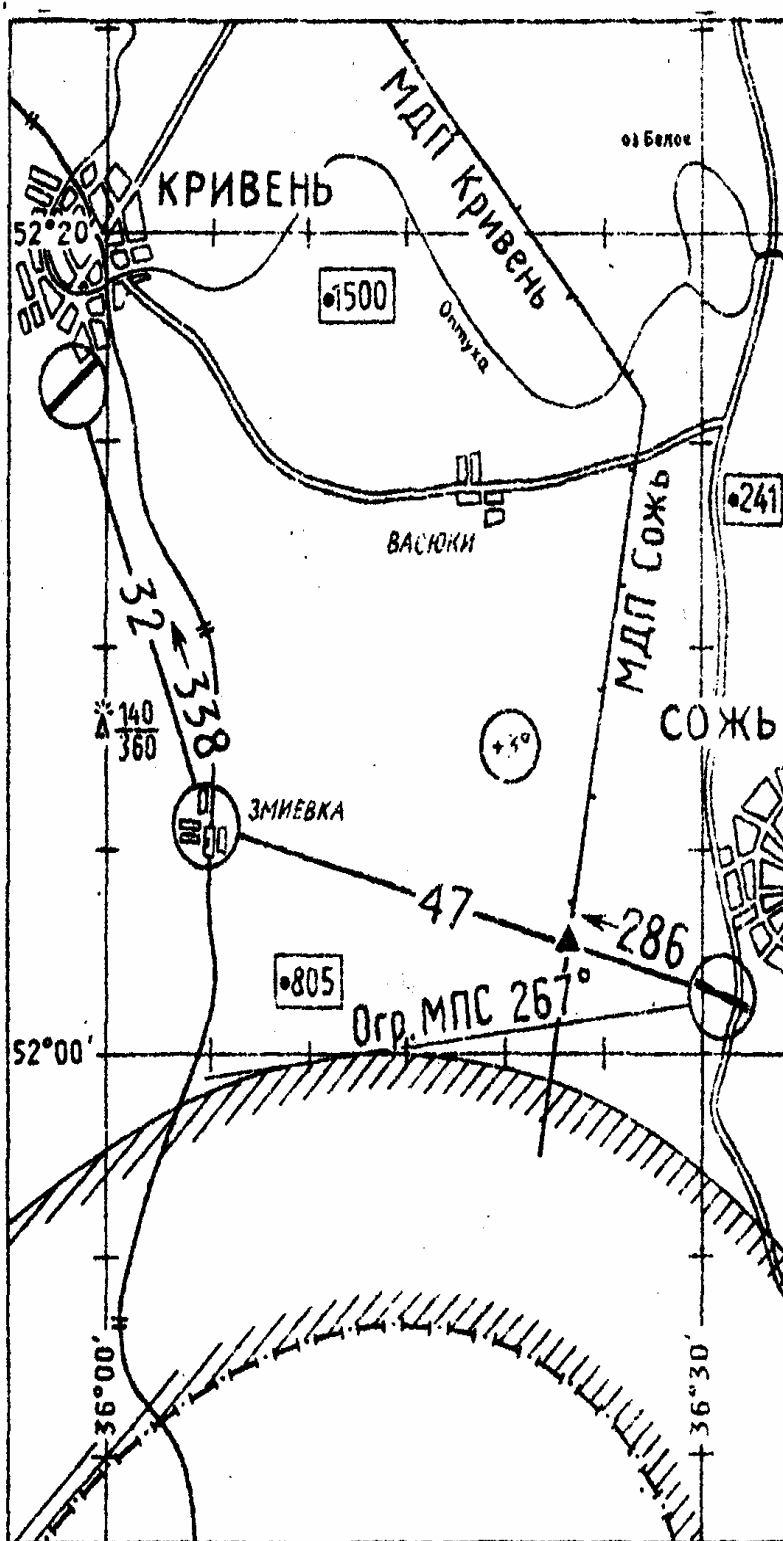 МДП Кривень
оз Белое
КРИВЕНЬ
52°20'
•1500
Оптуха
•241
ВАСЮКИ
МДП Сожь
32
←338
140
360
+3°
СОЖЬ
ЗМИЕВКА
47
←286
•805
Огр. МПС 267°
52°00'
36°00'
36°30'